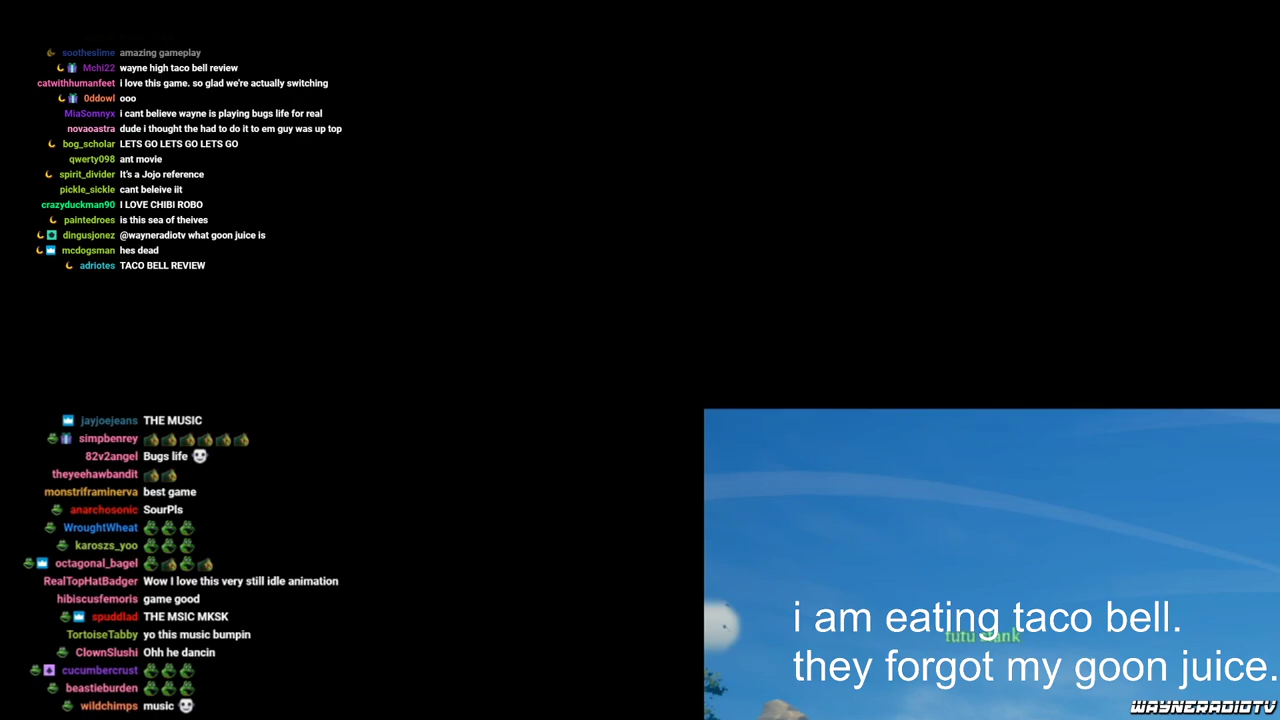 sootheslime amazing gameplay
Mchi22 wayne high taco bell review
catwithhumanfeet i love this game. so glad we're actually switching
0ddowl ooo
MiaSomnyx i cant believe wayne is playing bugs life for real
novaoastra dude i thought the had to do it to em guy was up top
bog_scholar LETS GO LETS GO LETS GO
qwerty098 ant movie
spirit_divider It's a Jojo reference
pickle_sickle cant beleive iit
crazyduckman90 I LOVE CHIBI ROBO
paintedroes is this sea of theives
dingusjonez @wayneradiotv what goon juice is
mcdogsman hes dead
adriotes TACO BELL REVIEW
jayjoejeans THE MUSIC
simpbenrey
82v2angel Bugs life
theyeehawbandit
monstriframinerva best game
anarchosonic SourPls
WroughtWheat
karoszs_yoo
octagonal_bagel
RealTopHatBadger Wow I love this very still idle animation
hibiscusfemoris game good
spuddlad THE MSIC MKSK
TortoiseTabby yo this music bumpin
ClownSlushi Ohh he dancin
cucumbercrust
beastieburden
wildchimps music
i am eating taco bell.
tutu stank
they forgot my goon juice.
WAYNERADIOTV